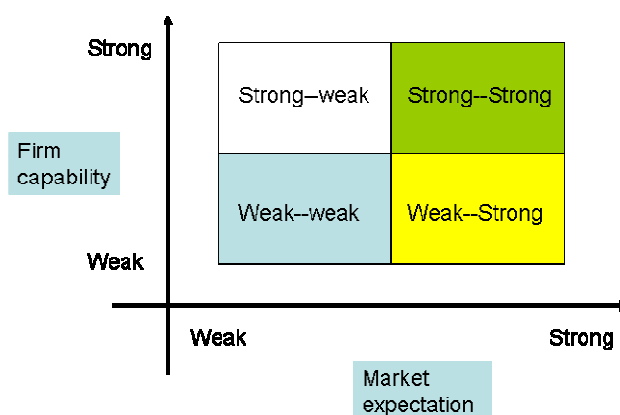 Strong
Strong--weak
Strong--Strong
Firm
capability
Weak--weak
Weak--Strong
Weak
Weak
Strong
Market
expectation